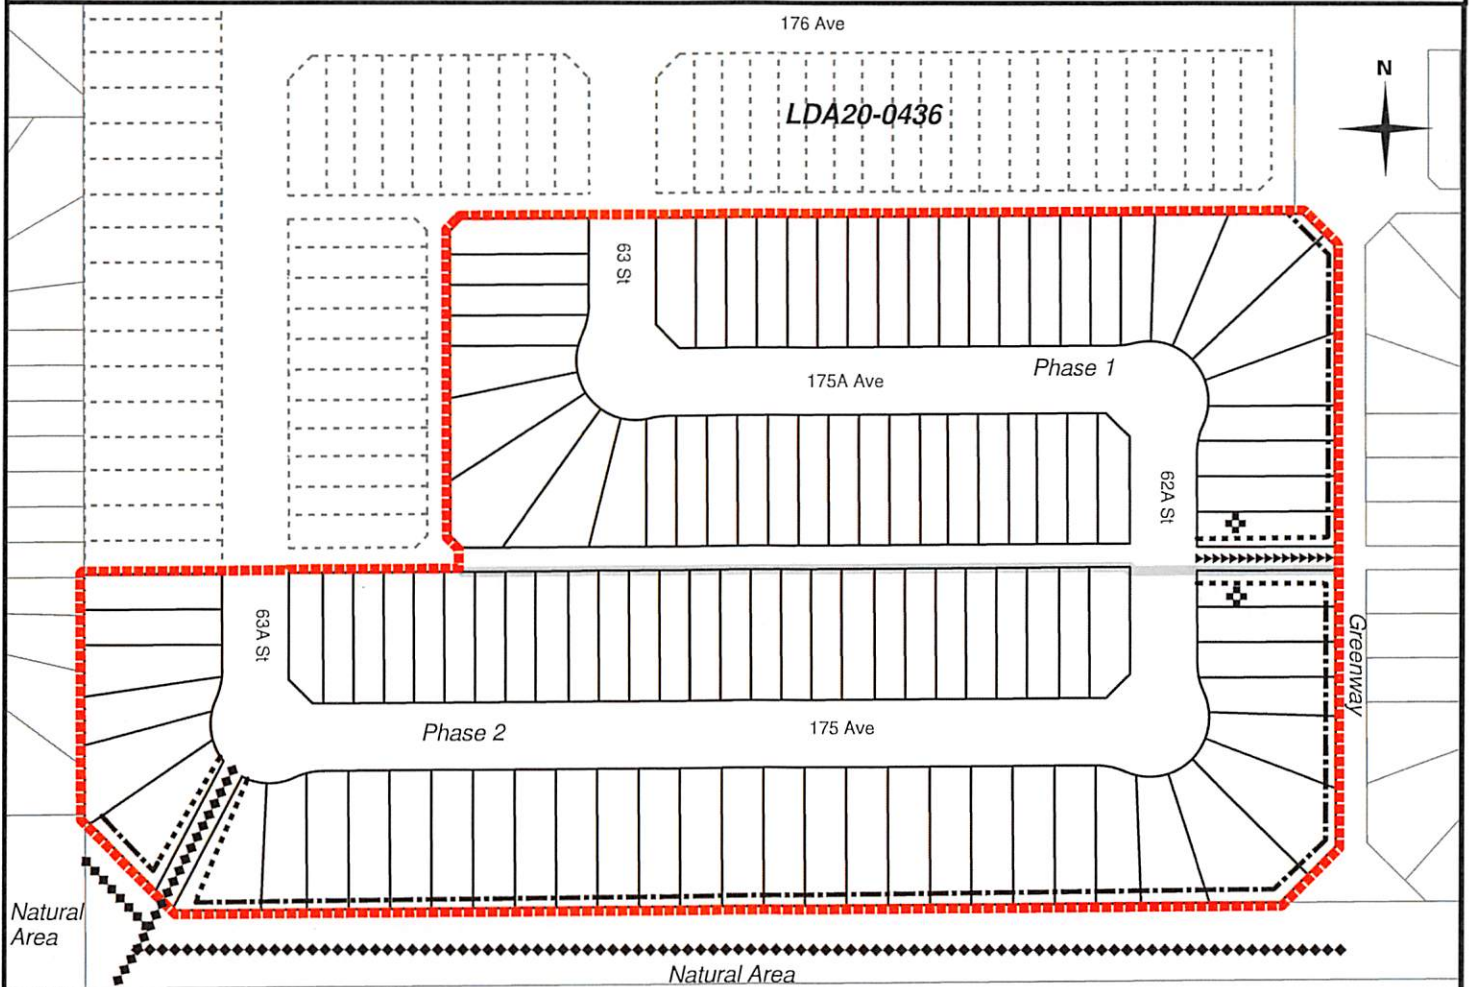 176 Ave
LDA20-0436
N
63 St
Phase 1
175A Ave
62A St
63A St
Greenway
Phase 2
175 Ave
Natural
Area
Natural Area